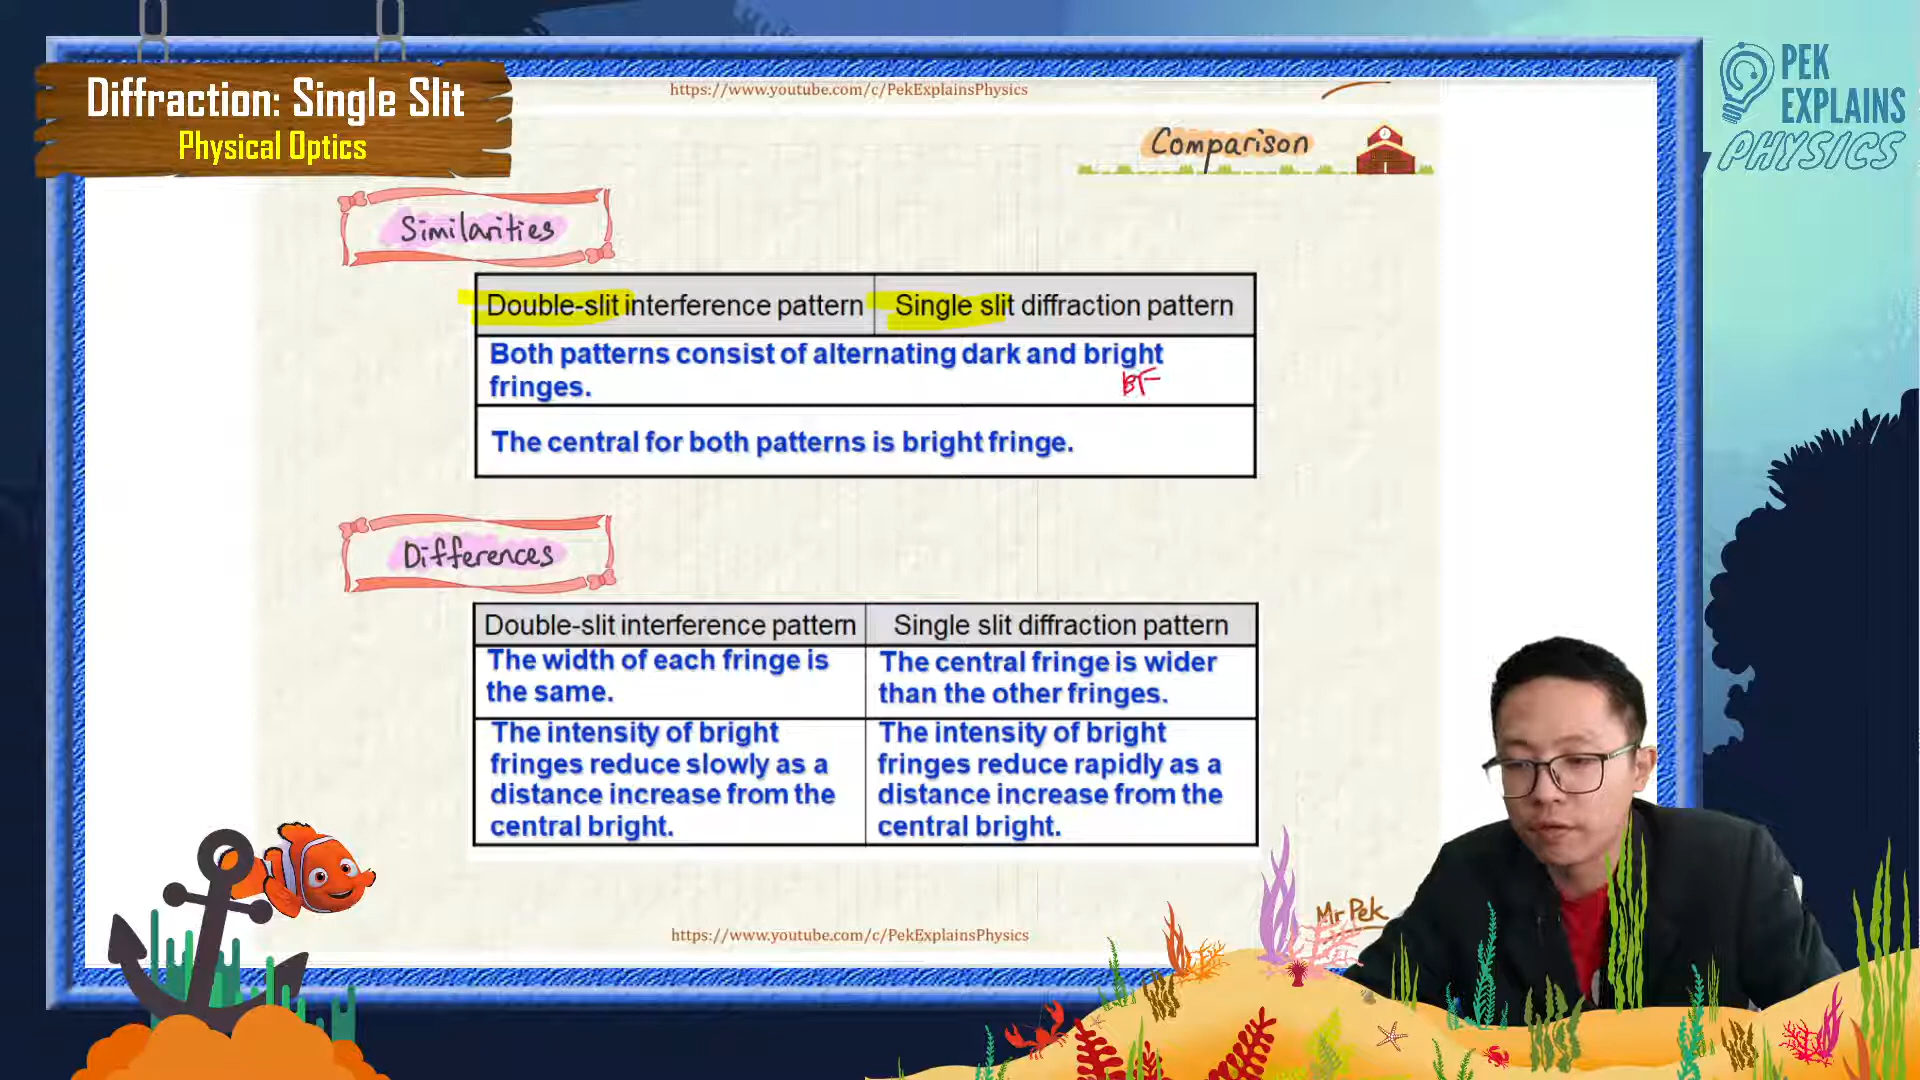 Diffraction: Single Slit
Physical Optics
https://www.youtube.com/c/PekExplainsPhysics
PEK
EXPLAINS
PHYSICS
Comparison
Similarities
Double-slit interference pattern
Single slit diffraction pattern
Both patterns consist of alternating dark and bright
fringes.
BF
The central for both patterns is bright fringe.
Differences
Double-slit interference pattern
Single slit diffraction pattern
The width of each fringe is
the same.
The central fringe is wider
than the other fringes.
The intensity of bright
fringes reduce slowly as a
distance increase from the
central bright.
The intensity of bright
fringes reduce rapidly as a
distance increase from the
central bright.
Mr Pek
https://www.youtube.com/c/PekExplainsPhysics